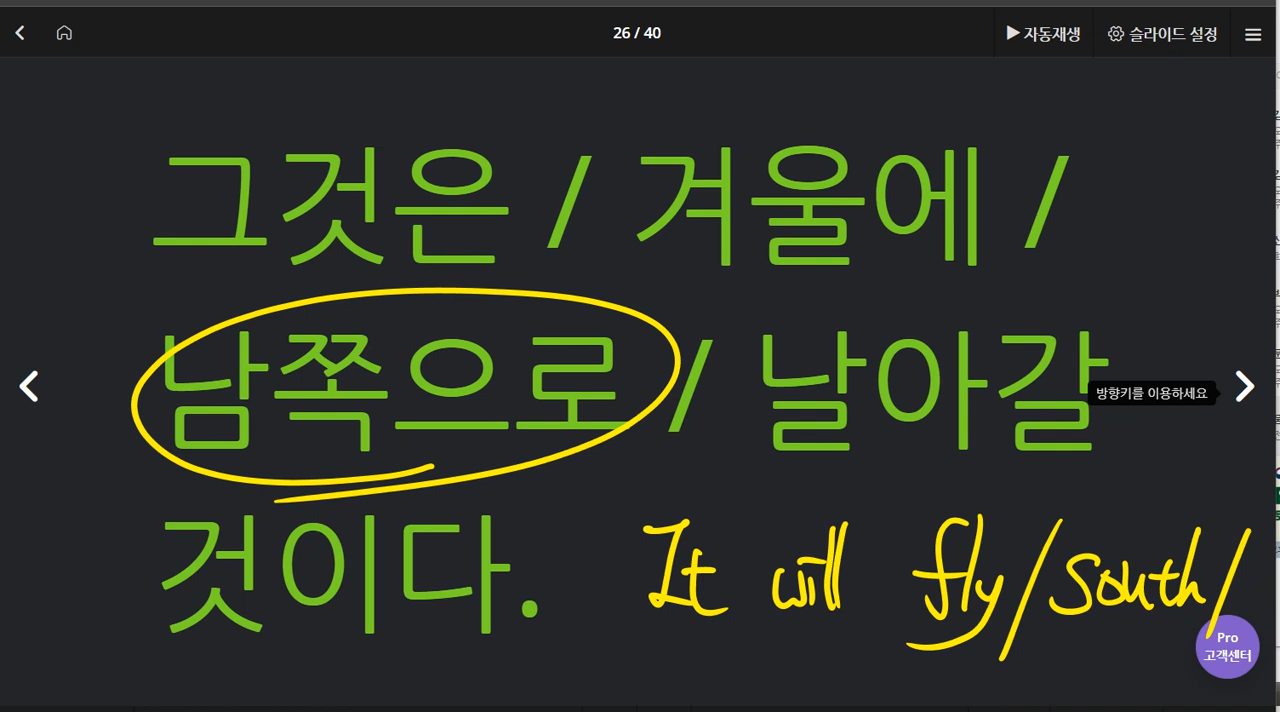 26 / 40
자동재생
슬라이드 설정
그것은 / 겨울에 /
남쪽으로 / 날아갈
방향키를 이용하세요
것이다.
It will fly / south /
Pro
고객센터